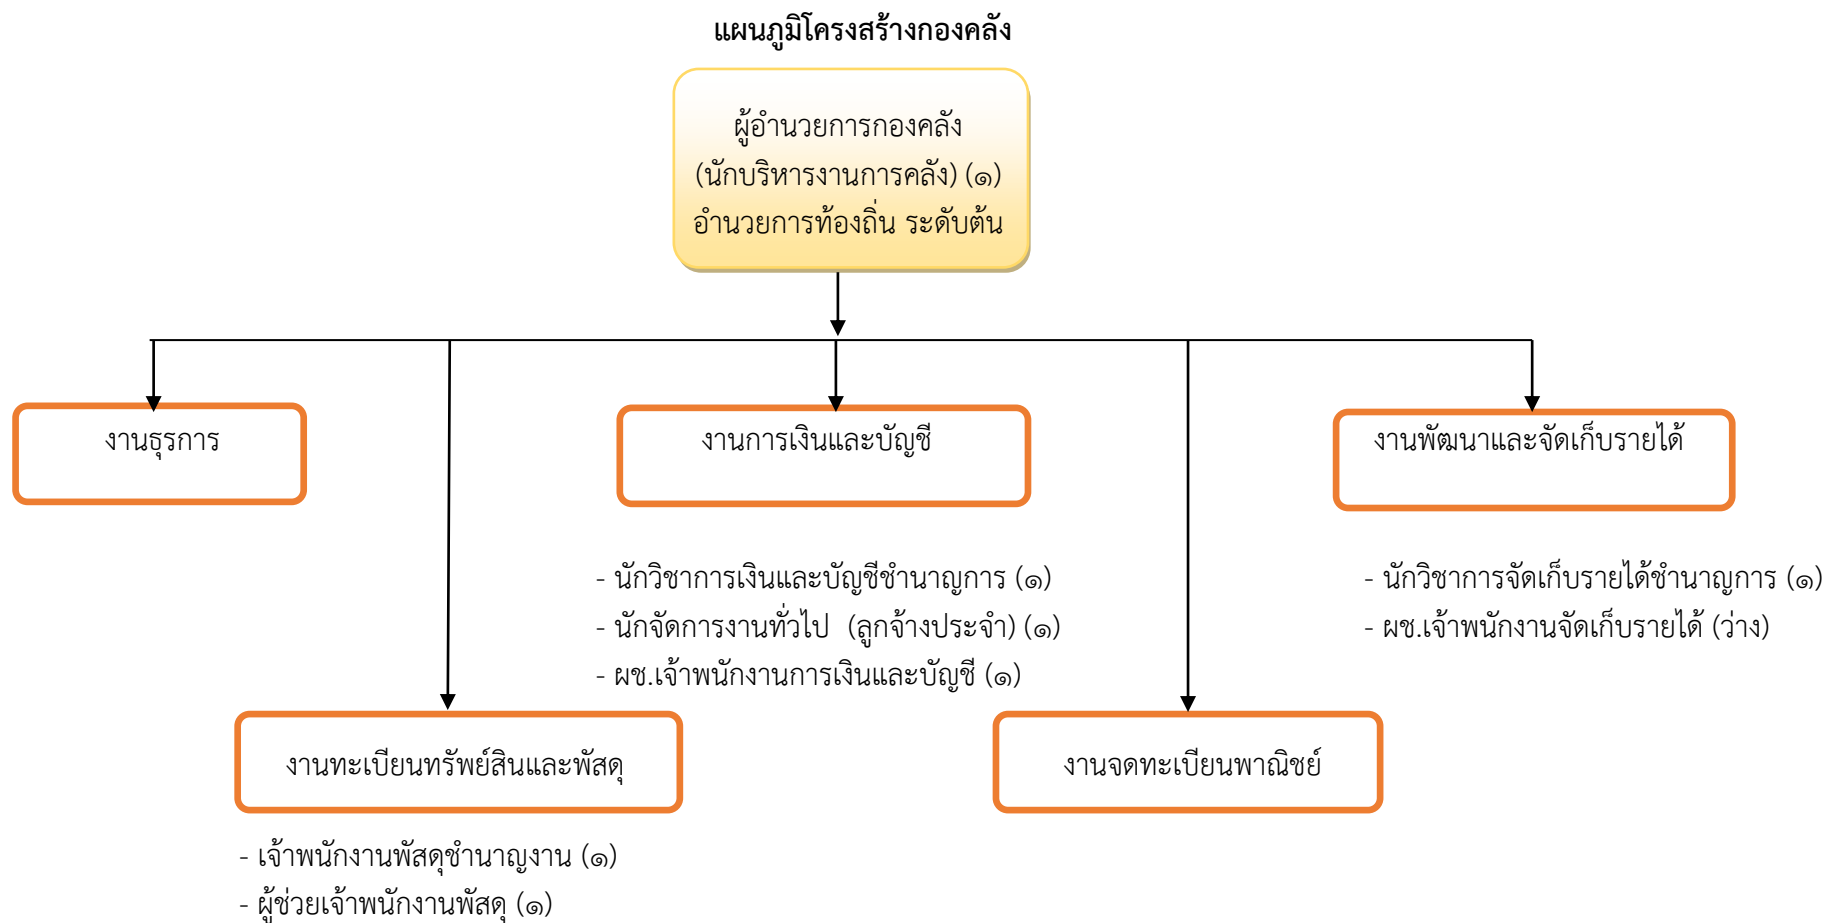 แผนภูมิโครงสร้างกองคลัง
ผู้อำนวยการกองคลัง
(นักบริหารงานการคลัง) (๑)
อำนวยการท้องถิ่น ระดับต้น
งานธุรการ
งานการเงินและบัญชี
งานพัฒนาและจัดเก็บรายได้
- นักวิชาการเงินและบัญชีชำนาญการ (๑)
- นักจัดการงานทั่วไป (ลูกจ้างประจำ) (๑)
- ผช.เจ้าพนักงานการเงินและบัญชี (๑)
- นักวิชาการจัดเก็บรายได้ชำนาญการ (๑)
- ผช.เจ้าพนักงานจัดเก็บรายได้ (ว่าง)
งานทะเบียนทรัพย์สินและพัสดุ
งานจดทะเบียนพาณิชย์
- เจ้าพนักงานพัสดุชำนาญงาน (๑)
- ผู้ช่วยเจ้าพนักงานพัสดุ (๑)